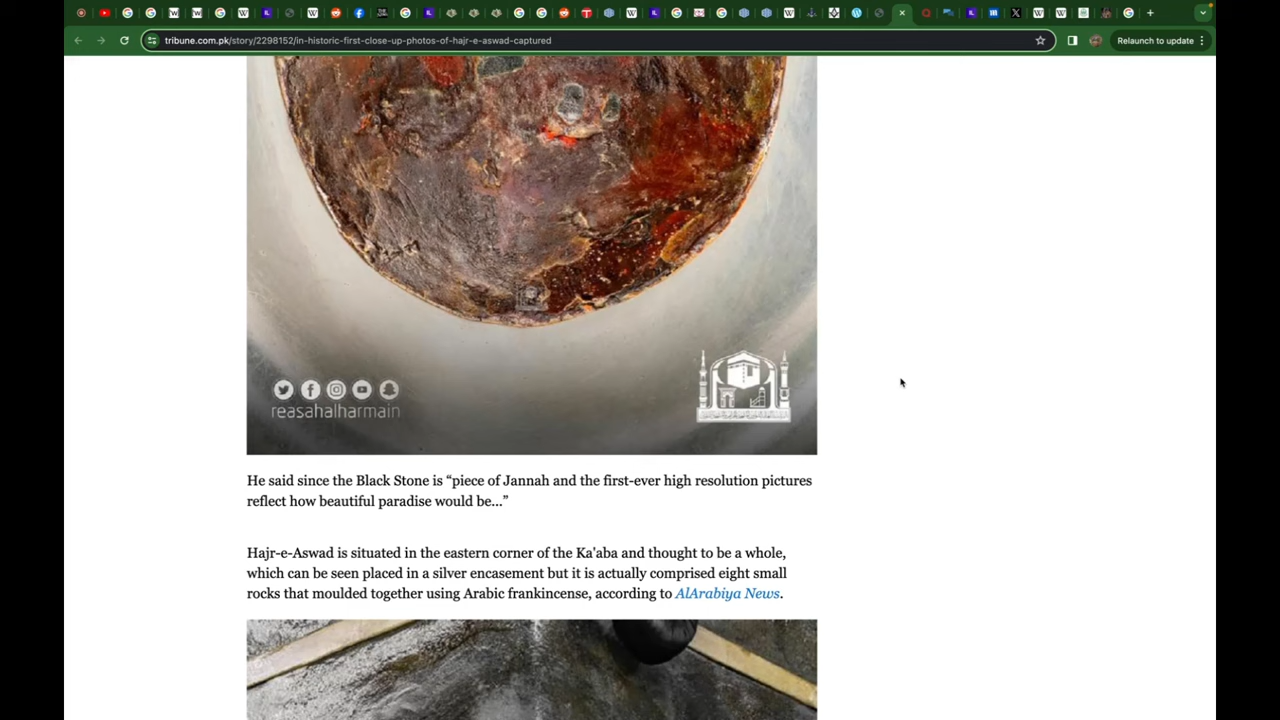 tribune.com.pk/story/2298152/in-historic-first-close-up-photos-of-hajr-e-aswad-captured
Relaunch to update
reasahalharmain
He said since the Black Stone is “piece of Jannah and the first-ever high resolution pictures
reflect how beautiful paradise would be...”
Hajr-e-Aswad is situated in the eastern corner of the Ka'aba and thought to be a whole,
which can be seen placed in a silver encasement but it is actually comprised eight small
rocks that moulded together using Arabic frankincense, according to AlArabiya News.